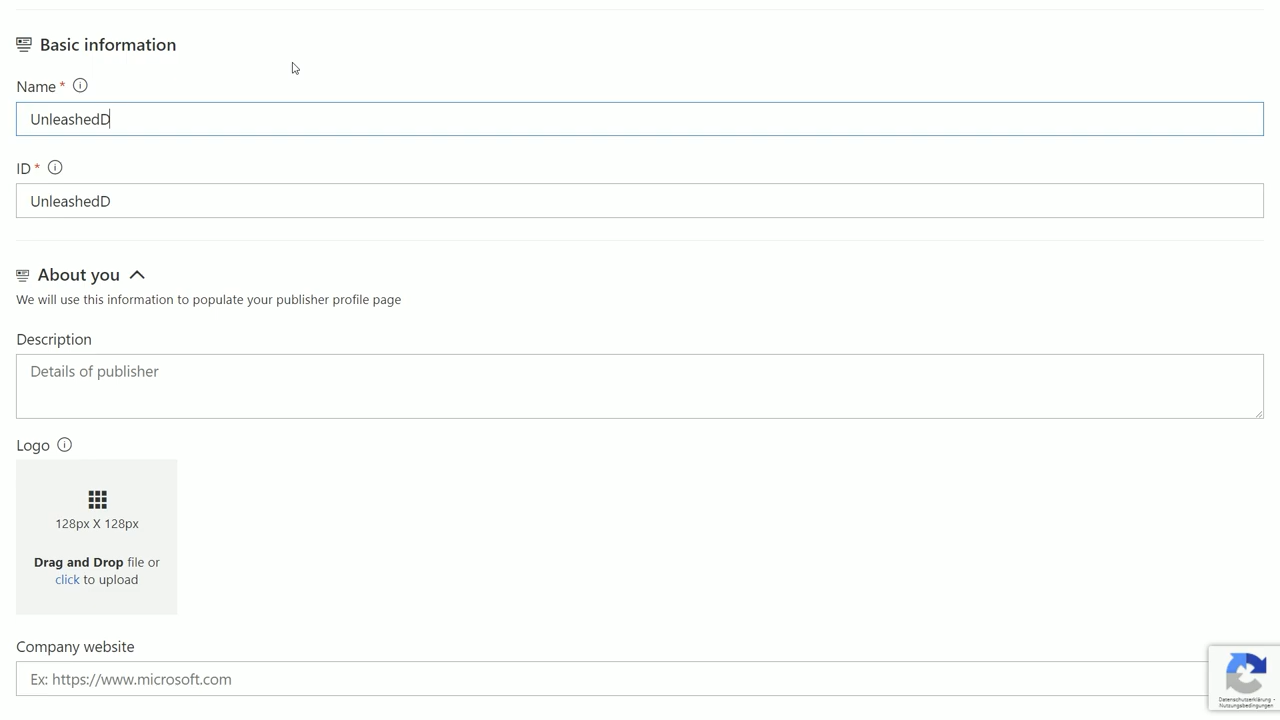 Basic information
Name *
UnleashedD
ID *
UnleashedD
About you
We will use this information to populate your publisher profile page
Description
Details of publisher
Logo
128px X 128px
Drag and Drop file or
click to upload
Company website
Ex: https://www.microsoft.com
Datenschutzerklärung -
Nutzungsbedingungen